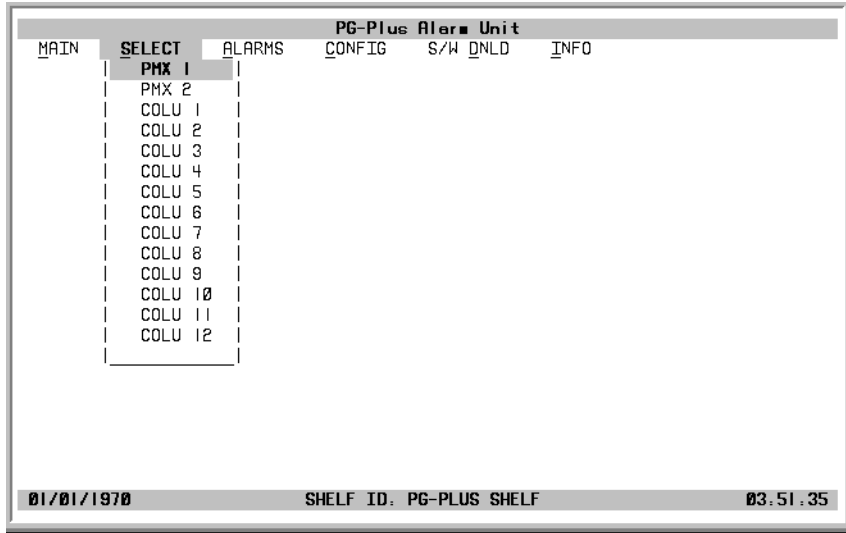 PG-Plus Alarm Unit
MAIN SELECT ALARMS CONFIG S/W DNLD INFO
PMX 1
PMX 2
COLU 1
COLU 2
COLU 3
COLU 4
COLU 5
COLU 6
COLU 7
COLU 8
COLU 9
COLU 10
COLU 11
COLU 12
01/01/1970 SHELF ID: PG-PLUS SHELF 03:51:35